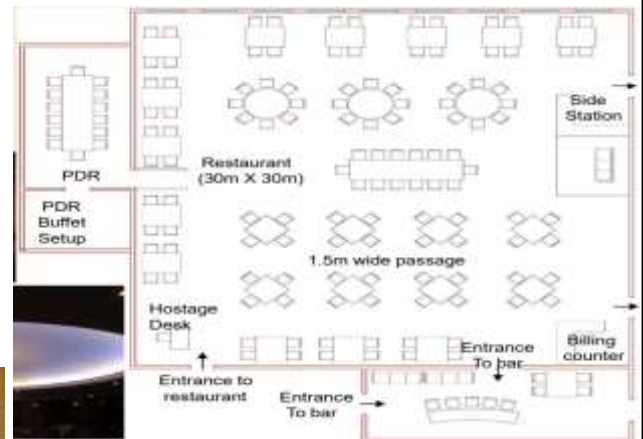 Side
Station
Restaurant
(30m X 30m)
PDR
PDR
Buffet
Setup
1.5m wide passage
Hostage
Desk
Billing
counter
Entrance
To bar
Entrance to
restaurant
Entrance
To bar